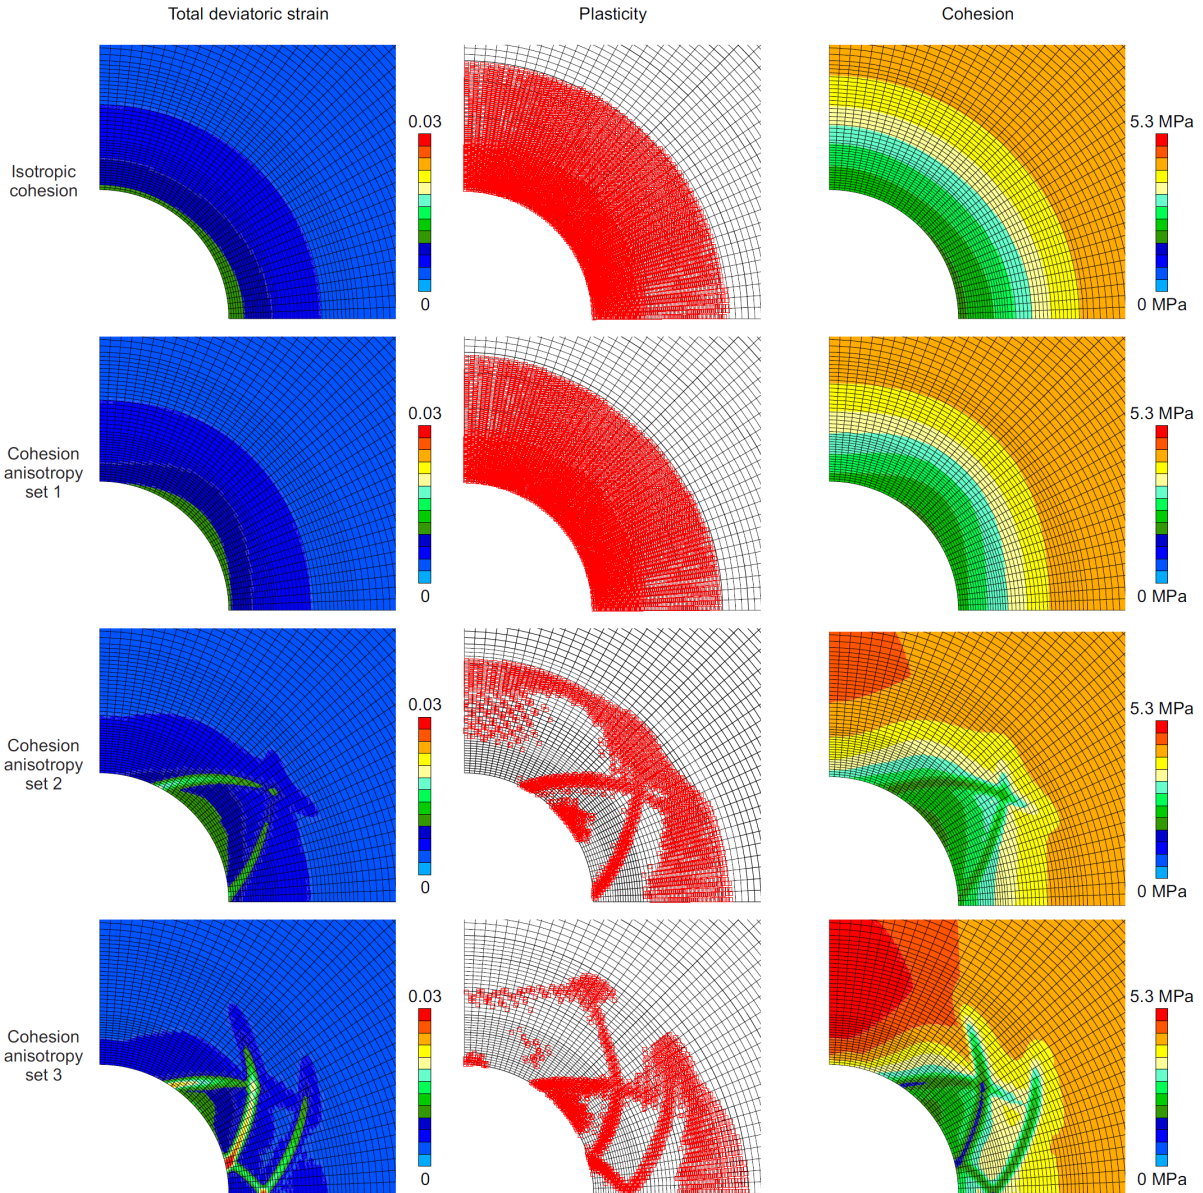 Total deviatoric strain
Plasticity
Cohesion
Isotropic
cohesion
0.03
0
5.3 MPa
0 MPa
Cohesion
anisotropy
set 1
0.03
0
5.3 MPa
0 MPa
Cohesion
anisotropy
set 2
0.03
0
5.3 MPa
0 MPa
Cohesion
anisotropy
set 3
0.03
0
5.3 MPa
0 MPa